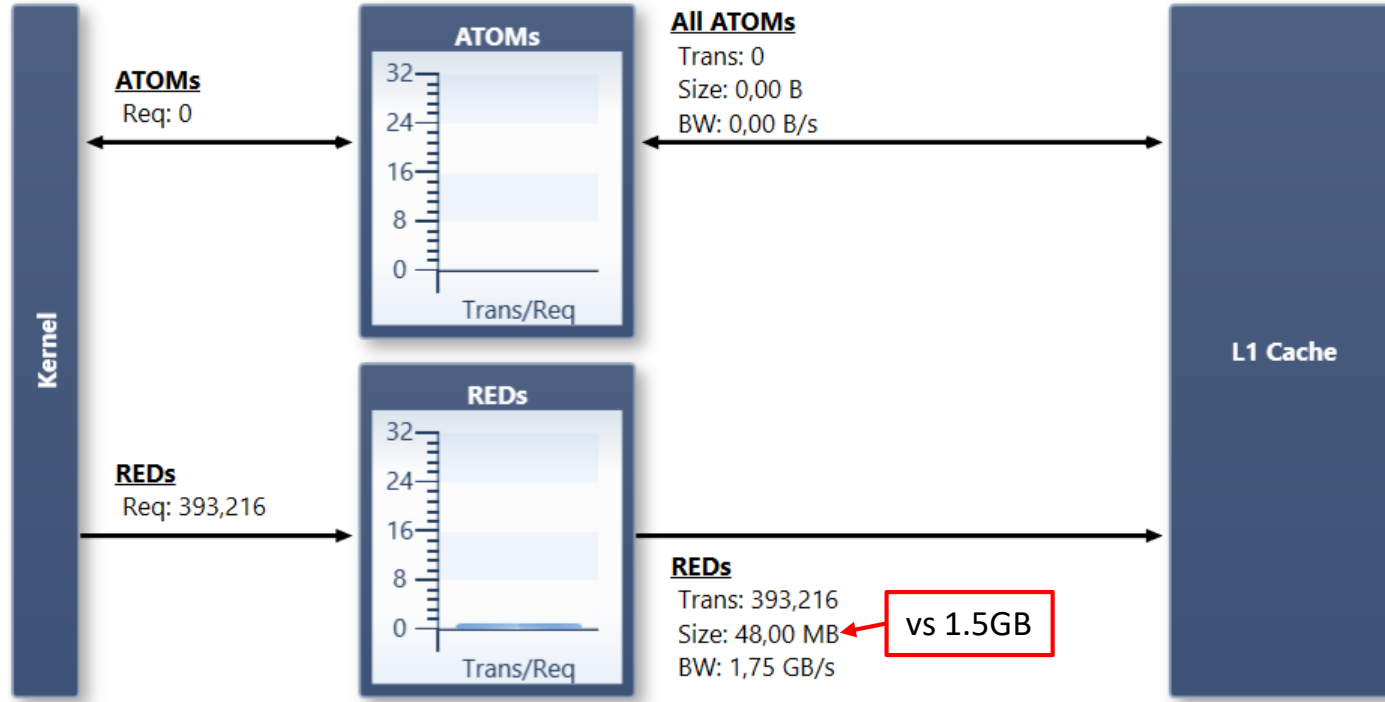 Kernel
ATOMs
Req: 0
ATOMs
32
24
16
8
0
Trans/Req
All ATOMs
Trans: 0
Size: 0,00 B
BW: 0,00 B/s
L1 Cache
REDs
Req: 393,216
REDs
32
24
16
8
0
Trans/Req
REDs
Trans: 393,216
Size: 48,00 MB
BW: 1,75 GB/s
vs 1.5GB